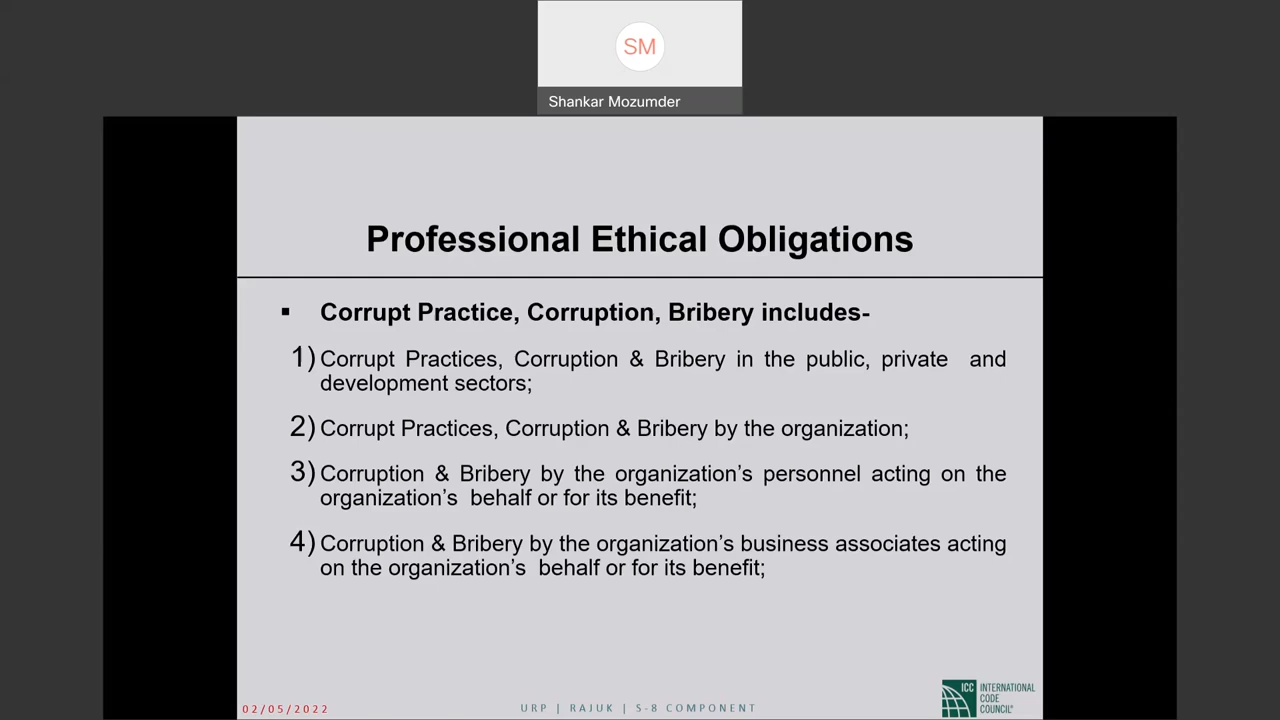 SM
Shankar Mozumder
Professional Ethical Obligations
▪ Corrupt Practice, Corruption, Bribery includes-
1) Corrupt Practices, Corruption & Bribery in the public, private and
development sectors;
2) Corrupt Practices, Corruption & Bribery by the organization;
3) Corruption & Bribery by the organization’s personnel acting on the
organization’s behalf or for its benefit;
4) Corruption & Bribery by the organization’s business associates acting
on the organization’s behalf or for its benefit;
02/05/2022
URP | RAJUK | S-8 COMPONENT
ICC
INTERNATIONAL
CODE
COUNCIL®